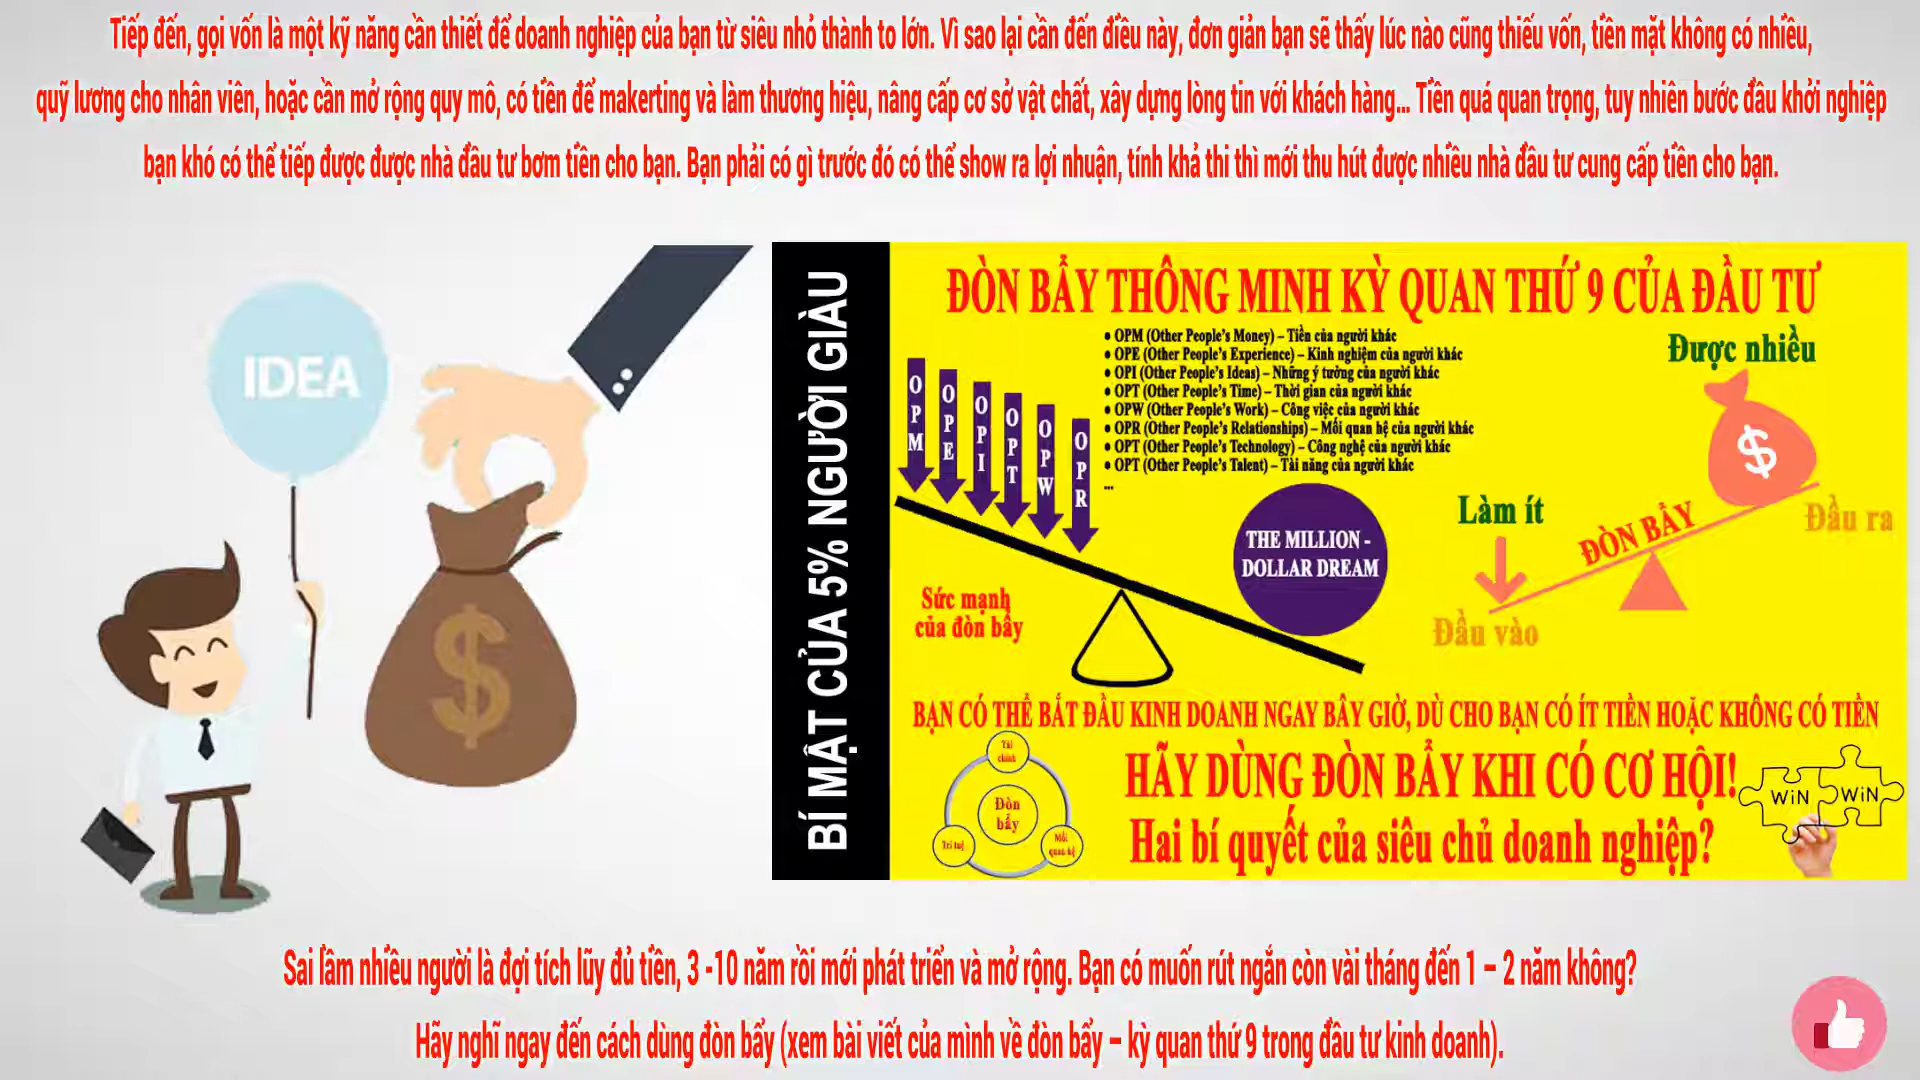 Tiếp đến, gọi vốn là một kỹ năng cần thiết để doanh nghiệp của bạn từ siêu nhỏ thành to lớn. Vì sao lại cần đến điều này, đơn giản bạn sẽ thấy lúc nào cũng thiếu vốn, tiền mặt không có nhiều,
quỹ lương cho nhân viên, hoặc cần mở rộng quy mô, có tiền để makerting và làm thương hiệu, nâng cấp cơ sở vật chất, xây dựng lòng tin với khách hàng... Tiền quá quan trọng, tuy nhiên bước đầu khởi nghiệp
bạn khó có thể tiếp được được nhà đầu tư bơm tiền cho bạn. Bạn phải có gì trước đó có thể show ra lợi nhuận, tính khả thi thì mới thu hút được nhiều nhà đầu tư cung cấp tiền cho bạn.
IDEA
$
BÍ MẬT CỦA 5% NGƯỜI GIÀU
ĐÒN BẨY THÔNG MINH KỲ QUAN THỨ 9 CỦA ĐẦU TƯ
• OPM (Other People's Money) – Tiền của người khác
• OPE (Other People's Experience) – Kinh nghiệm của người khác
• OPI (Other People's Ideas) – Những ý tưởng của người khác
• OPT (Other People's Time) – Thời gian của người khác
• OPW (Other People's Work) – Công việc của người khác
• OPR (Other People's Relationships) – Mối quan hệ của người khác
• OPT (Other People's Technology) – Công nghệ của người khác
• OPT (Other People's Talent) – Tài năng của người khác
...
OPM
OPE
OPI
OPT
OPW
OPR
THE MILLION -
DOLLAR DREAM
Sức mạnh
của đòn bẩy
Được nhiều
$
Làm ít
ĐÒN BẨY
Đầu ra
Đầu vào
BẠN CÓ THỂ BẮT ĐẦU KINH DOANH NGAY BÂY GIỜ, DÙ CHO BẠN CÓ ÍT TIỀN HOẶC KHÔNG CÓ TIỀN
Tài
chính
Đòn
bẩy
Trí tuệ
Mối
quan hệ
HÃY DÙNG ĐÒN BẨY KHI CÓ CƠ HỘI!
Hai bí quyết của siêu chủ doanh nghiệp?
WiN WiN
Sai lầm nhiều người là đợi tích lũy đủ tiền, 3 -10 năm rồi mới phát triển và mở rộng. Bạn có muốn rút ngắn còn vài tháng đến 1 – 2 năm không?
Hãy nghĩ ngay đến cách dùng đòn bẩy (xem bài viết của mình về đòn bẩy – kỳ quan thứ 9 trong đầu tư kinh doanh).